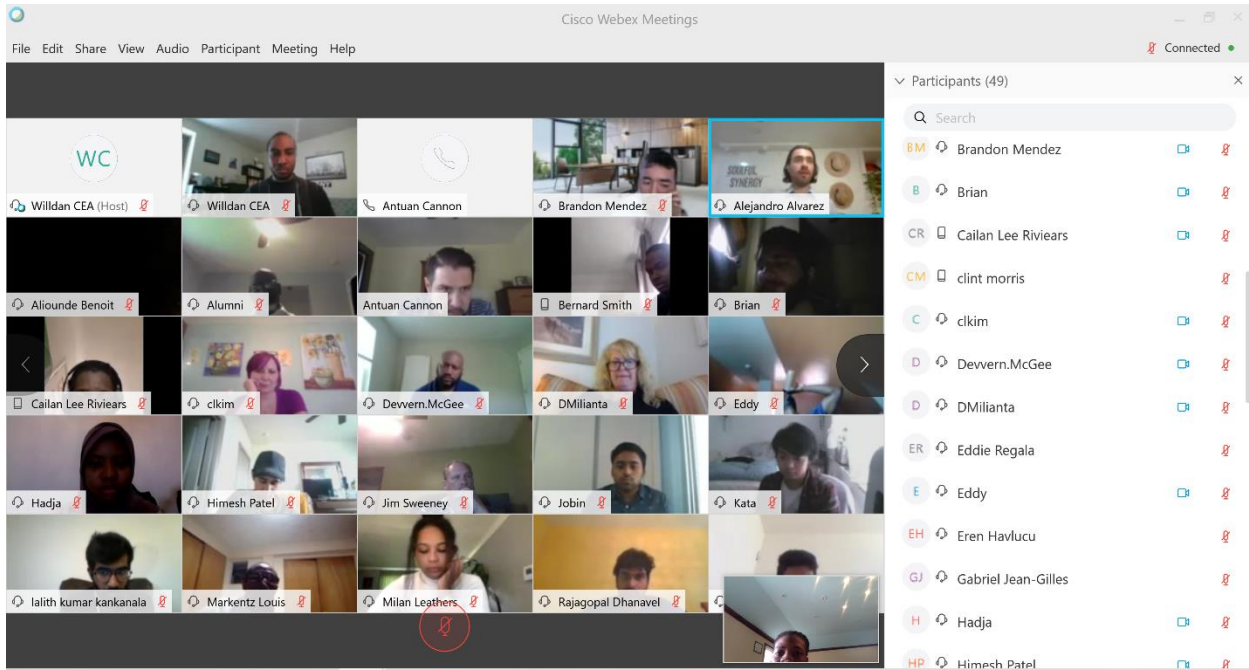 Cisco Webex Meetings
File Edit Share View Audio Participant Meeting Help
Connected
WC
Willdan CEA (Host)
Willdan CEA
Antuan Cannon
Brandon Mendez
SOULFUL
SYNERGY
Alejandro Alvarez
Aliounde Benoit
Alumni
Antuan Cannon
Bernard Smith
Brian
Cailan Lee Riviears
clkim
Devvern.McGee
DMilianta
Eddy
Hadja
Himesh Patel
Jim Sweeney
Jobin
Kata
lalith kumar kankanala
Markentz Louis
Milan Leathers
Rajagopal Dhanavel
Participants (49)
Search
BM Brandon Mendez
B Brian
CR Cailan Lee Riviears
CM clint morris
C clkim
D Devvern.McGee
D DMilianta
ER Eddie Regala
E Eddy
EH Eren Havlucu
GJ Gabriel Jean-Gilles
H Hadja
HP Himesh Patel